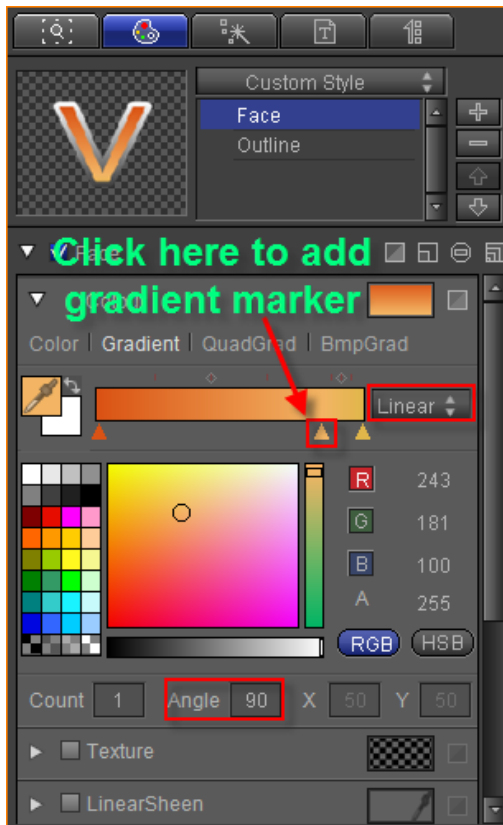 V
Custom Style
Face
Outline
Click here to add
gradient marker
Color | Gradient | QuadGrad | BmpGrad
Linear
R 243
G 181
B 100
A 255
RGB HSB
Count 1 Angle 90 X 50 Y 50
Texture
LinearSheen